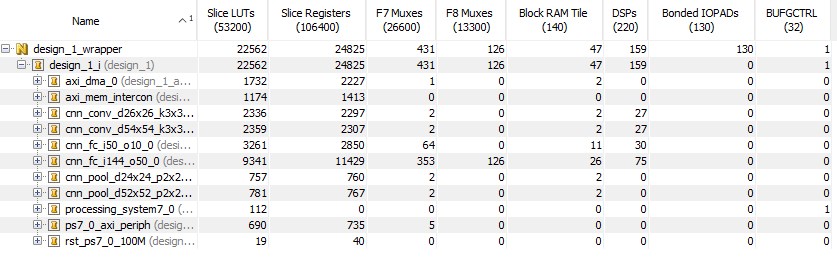 Name 1 Slice LUTs (53200) Slice Registers (106400) F7 Muxes (26600) F8 Muxes (13300) Block RAM Tile (140) DSPs (220) Bonded IOPADs (130) BUFGCTRL (32)
design_1_wrapper 22562 24825 431 126 47 159 130 1
design_1_i (design_1) 22562 24825 431 126 47 159 0 1
axi_dma_0 (design_1_a... 1732 2227 1 0 2 0 0 0
axi_mem_intercon (desi... 1174 1413 0 0 0 0 0 0
cnn_conv_d26x26_k3x3... 2336 2297 2 0 2 27 0 0
cnn_conv_d54x54_k3x3... 2359 2307 2 0 2 27 0 0
cnn_fc_i50_o10_0 (desi... 3261 2850 64 0 11 30 0 0
cnn_fc_i144_o50_0 (des... 9341 11429 353 126 26 75 0 0
cnn_pool_d24x24_p2x2... 757 760 2 0 2 0 0 0
cnn_pool_d52x52_p2x2... 781 767 2 0 2 0 0 0
processing_system7_0 (... 112 0 0 0 0 0 0 1
ps7_0_axi_periph (desig... 690 735 5 0 0 0 0 0
rst_ps7_0_100M (design... 19 40 0 0 0 0 0 0